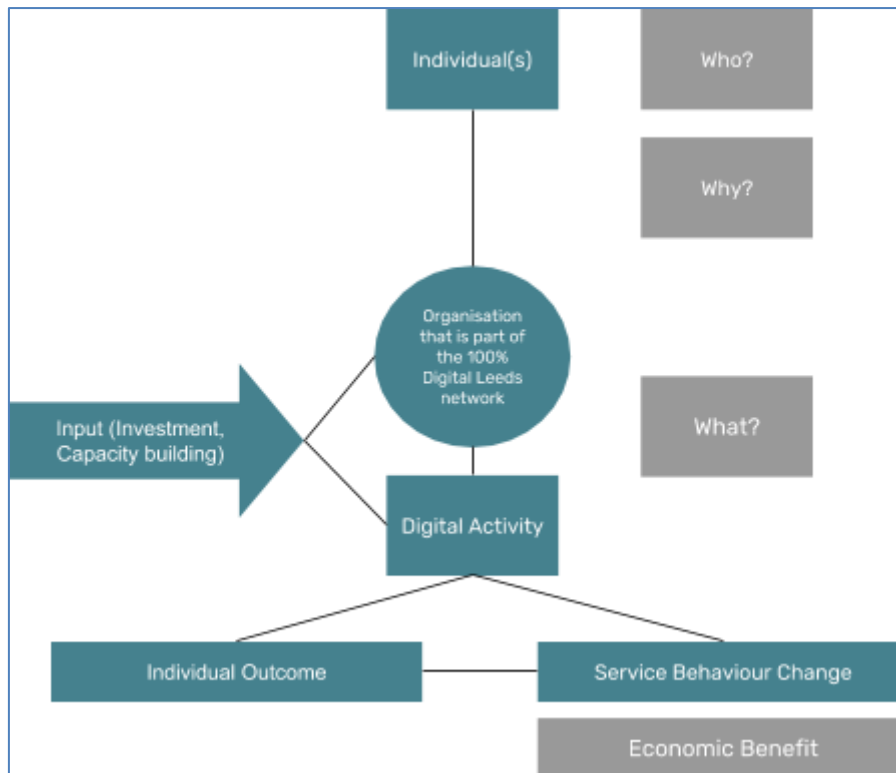 Individual(s)
Who?
Why?
Organisation
that is part of
the 100%
Digital Leeds
network
What?
Input (Investment,
Capacity building)
Digital Activity
Individual Outcome
Service Behaviour Change
Economic Benefit